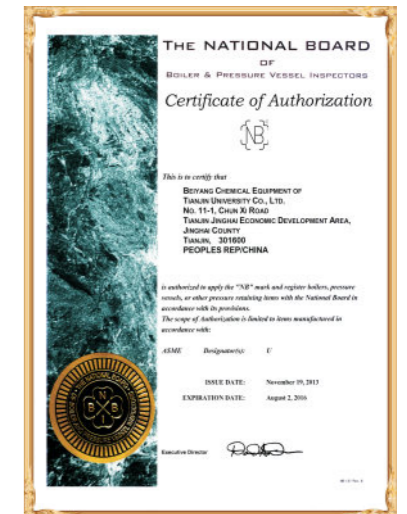 THE NATIONAL BOARD
OF
BOILER & PRESSURE VESSEL INSPECTORS
Certificate of Authorization
NB
This is to certify that
BEIYANG CHEMICAL EQUIPMENT OF
TIANJIN UNIVERSITY CO., LTD.
NO. 11-1, CHUN XI ROAD
TIANJIN JINGHAI ECONOMIC DEVELOPMENT AREA,
JINGHAI COUNTY
TIANJIN, 301600
PEOPLES REP/CHINA
is authorized to apply the "NB" mark and register boilers, pressure
vessels, or other pressure retaining items with the National Board in
accordance with its provisions.
The scope of Authorization is limited to items manufactured in
accordance with:
ASME Designator(s): U
ISSUE DATE: November 19, 2013
EXPIRATION DATE: August 2, 2016
Executive Director